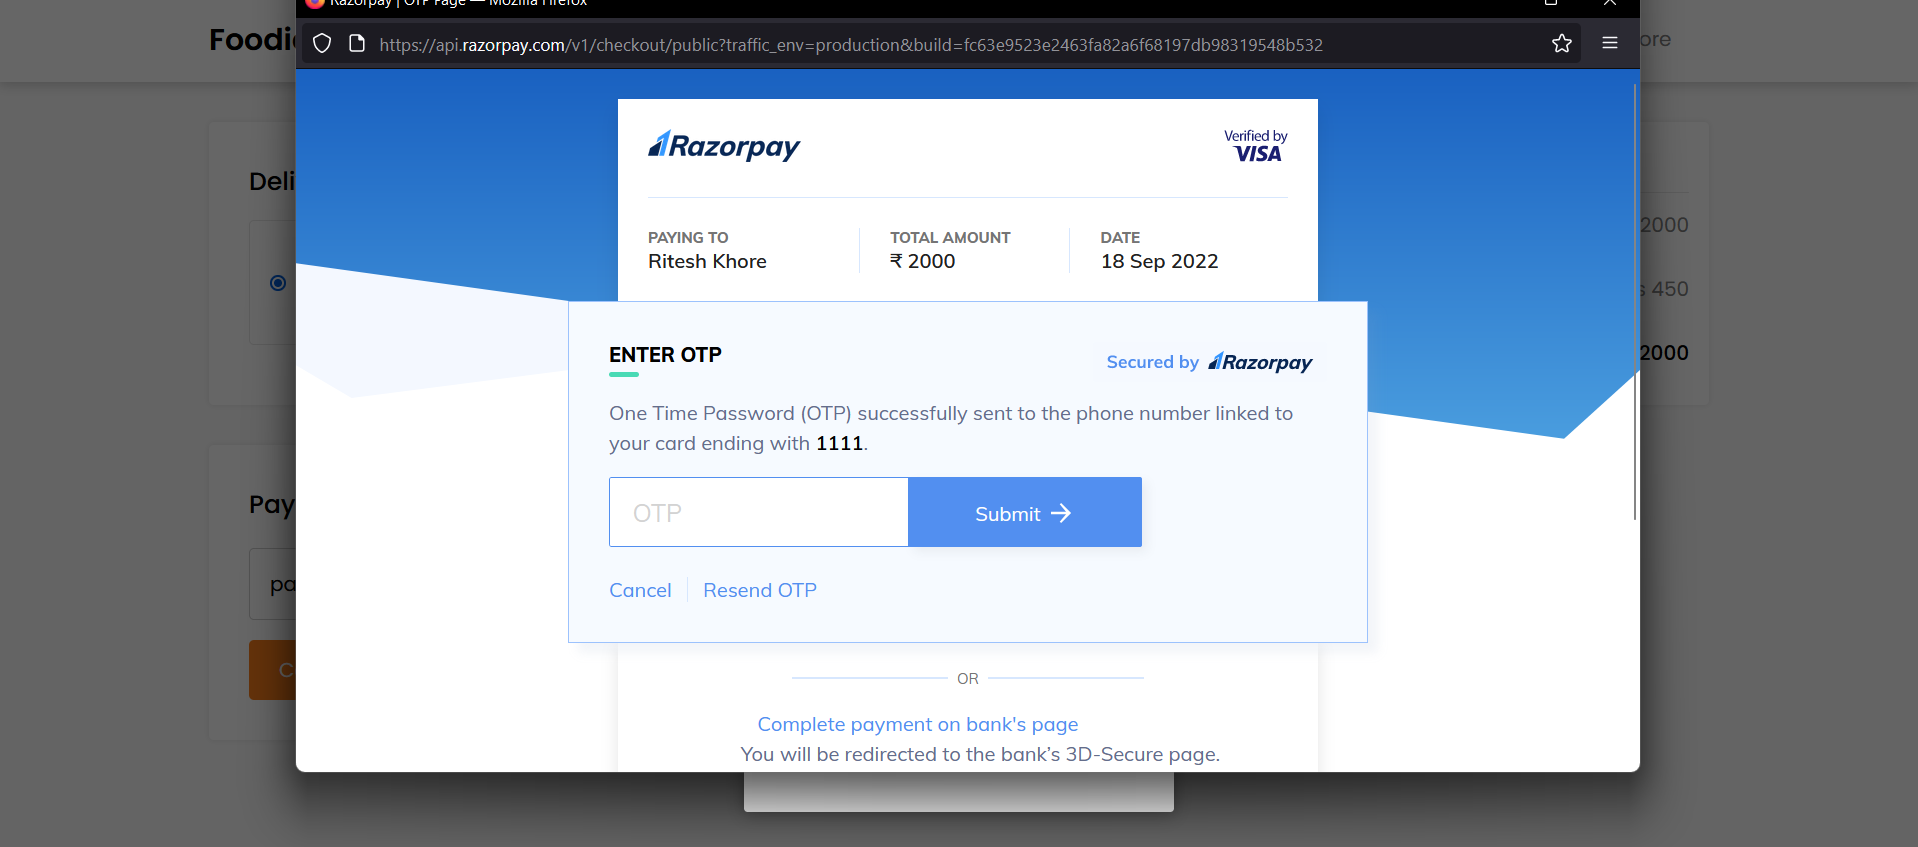 Razorpay | OTP Page — Mozilla Firefox
Foodi
ore
https://api.razorpay.com/v1/checkout/public?traffic_env=production&build=fc63e9523e2463fa82a6f68197db98319548b532
Razorpay
Verified by
VISA
Deli
PAYING TO
Ritesh Khore
TOTAL AMOUNT
₹ 2000
DATE
18 Sep 2022
2000
s 450
2000
ENTER OTP
Secured by Razorpay
One Time Password (OTP) successfully sent to the phone number linked to
your card ending with 1111.
OTP
Submit
Cancel
Resend OTP
Pay
pa
C
OR
Complete payment on bank's page
You will be redirected to the bank’s 3D-Secure page.